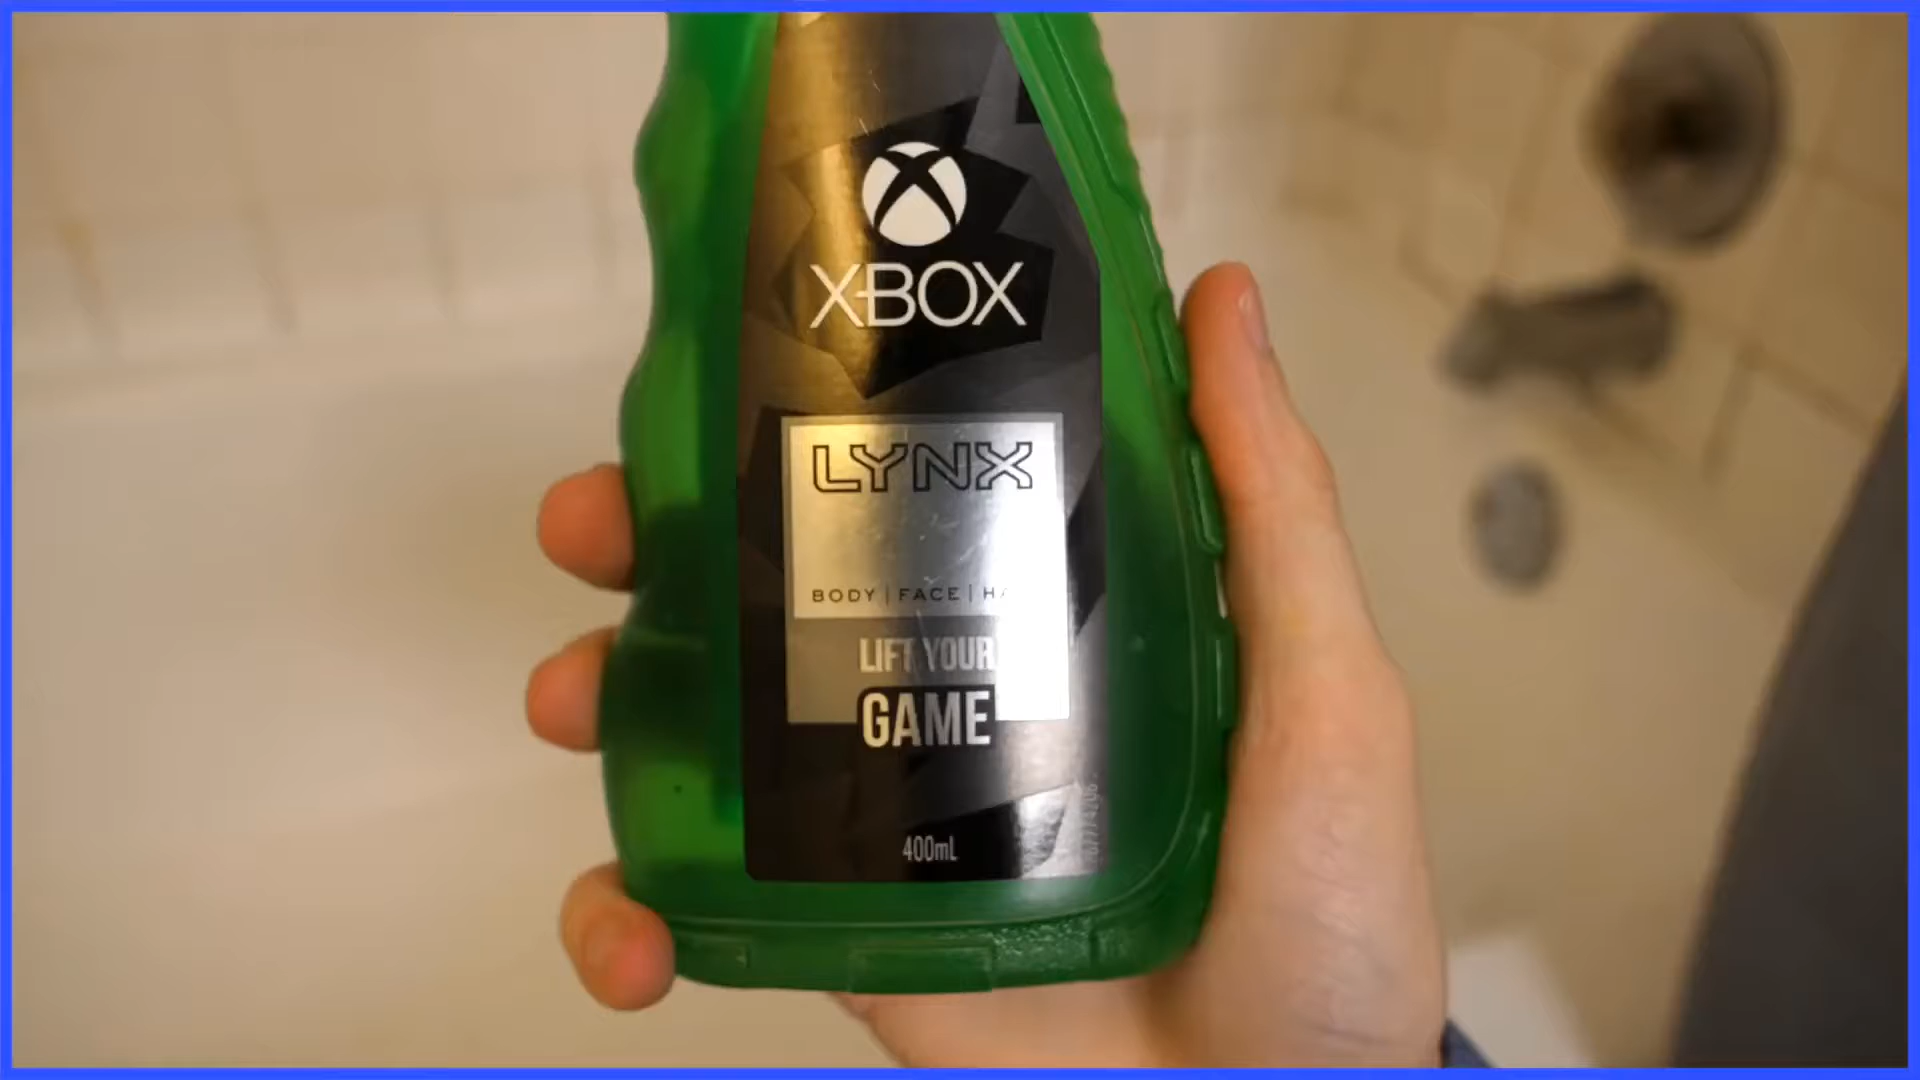 XBOX
LYNX
BODY | FACE |
LIFT YOUR
GAME
400mL